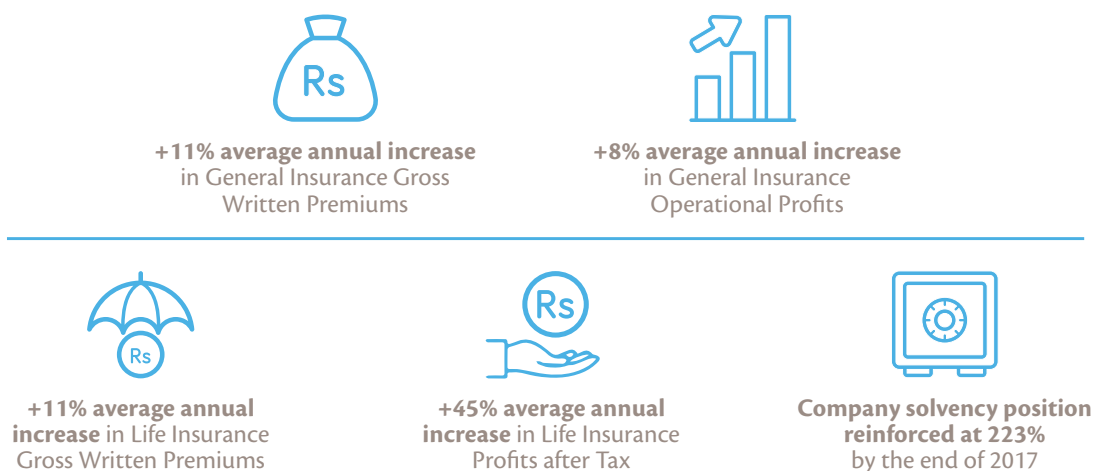 Rs
+11% average annual increase
in General Insurance Gross
Written Premiums
+8% average annual increase
in General Insurance
Operational Profits
Rs
+11% average annual
increase in Life Insurance
Gross Written Premiums
Rs
+45% average annual
increase in Life Insurance
Profits after Tax
Company solvency position
reinforced at 223%
by the end of 2017